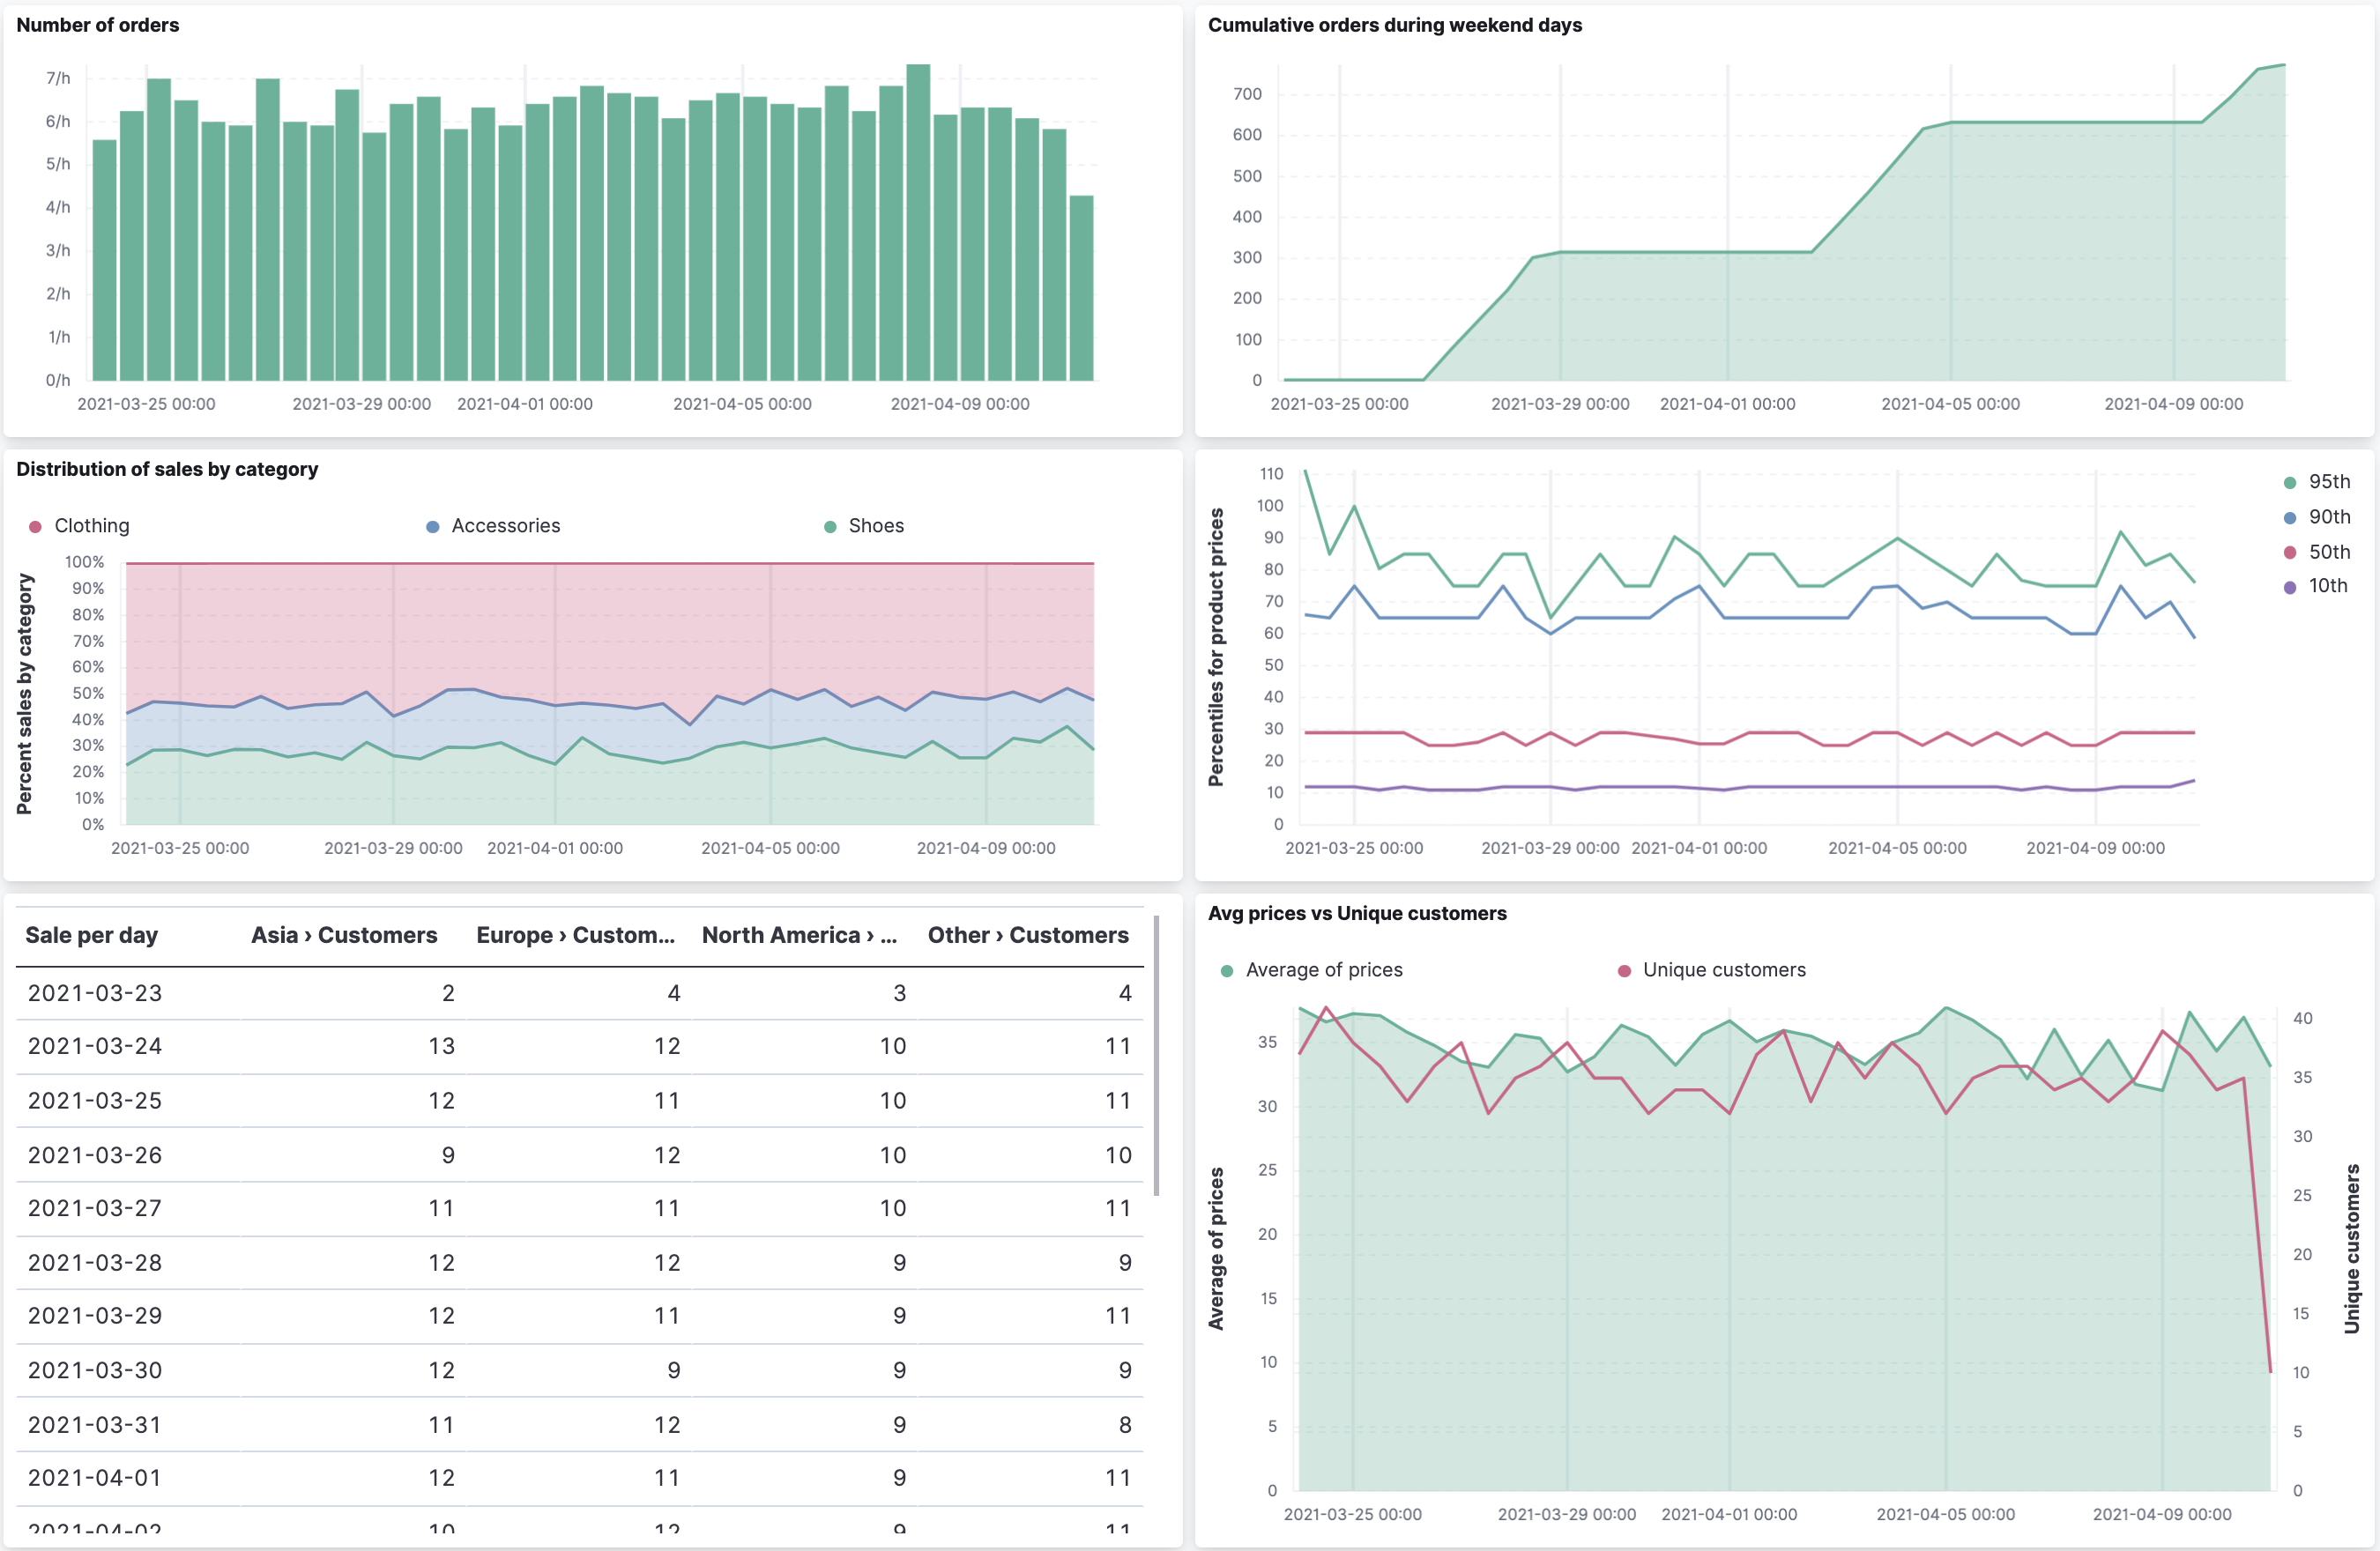 Number of orders
7/h
6/h
5/h
4/h
3/h
2/h
1/h
0/h
2021-03-25 00:00 2021-03-29 00:00 2021-04-01 00:00 2021-04-05 00:00 2021-04-09 00:00
Cumulative orders during weekend days
700
600
500
400
300
200
100
0
2021-03-25 00:00 2021-03-29 00:00 2021-04-01 00:00 2021-04-05 00:00 2021-04-09 00:00
Distribution of sales by category
Clothing Accessories Shoes
Percent sales by category
100%
90%
80%
70%
60%
50%
40%
30%
20%
10%
0%
2021-03-25 00:00 2021-03-29 00:00 2021-04-01 00:00 2021-04-05 00:00 2021-04-09 00:00
Percentiles for product prices
110
100
90
80
70
60
50
40
30
20
10
0
2021-03-25 00:00 2021-03-29 00:00 2021-04-01 00:00 2021-04-05 00:00 2021-04-09 00:00
95th
90th
50th
10th
Sale per day Asia › Customers Europe › Custom... North America › ... Other › Customers
2021-03-23 2 4 3 4
2021-03-24 13 12 10 11
2021-03-25 12 11 10 11
2021-03-26 9 12 10 10
2021-03-27 11 11 10 11
2021-03-28 12 12 9 9
2021-03-29 12 11 9 11
2021-03-30 12 9 9 9
2021-03-31 11 12 9 8
2021-04-01 12 11 9 11
2021-04-02 10 12 9 11
Avg prices vs Unique customers
Average of prices Unique customers
Average of prices
35
30
25
20
15
10
5
0
40
35
30
25
20
15
10
5
0
Unique customers
2021-03-25 00:00 2021-03-29 00:00 2021-04-01 00:00 2021-04-05 00:00 2021-04-09 00:00